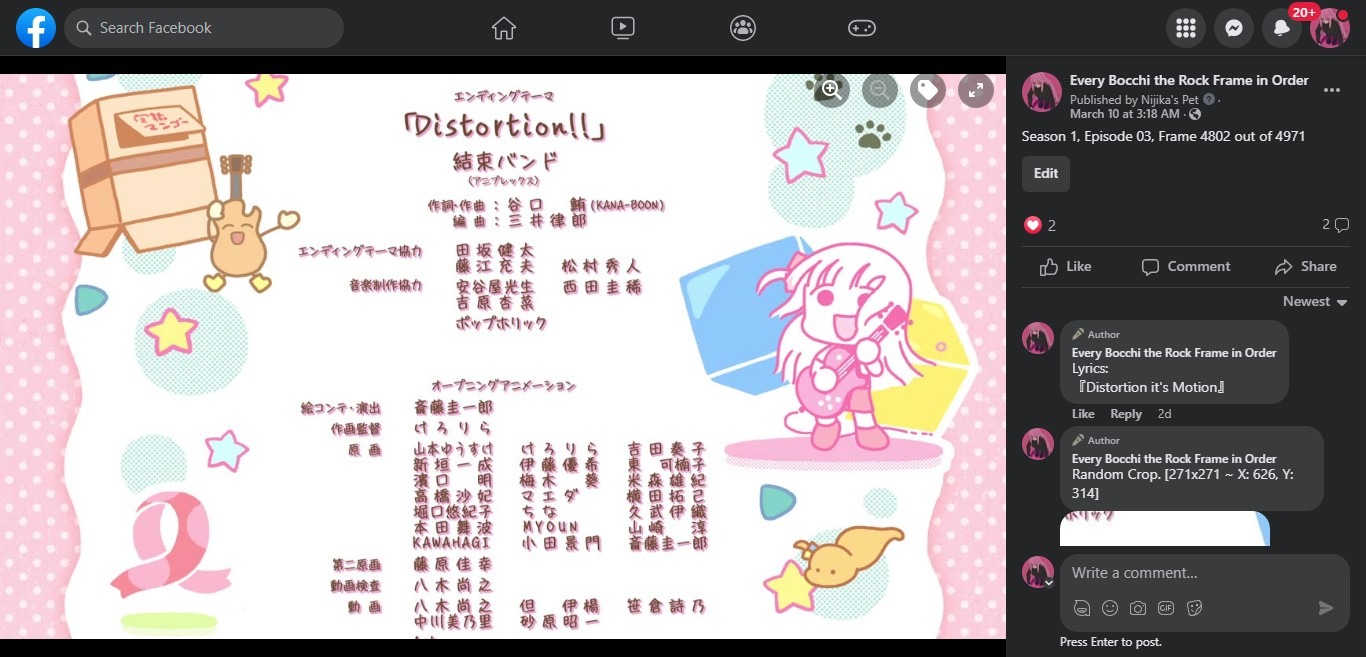 Search Facebook
20+
完熟
マンゴー
エンディングテーマ
「Distortion!!」
結束バンド
(アニプレックス)
作詞・作曲 : 谷口 鮪 (KANA-BOON)
編曲 : 三井律郎
エンディングテーマ協力 田坂健太
藤江充夫 松村秀人
音楽制作協力 安谷屋光生 西田圭稀
吉原杏菜
ポップホリック
オープニングアニメーション
絵コンテ・演出 斎藤圭一郎
作画監督 けろりら
原画 山本ゆうすけ けろりら 吉田奏子
新垣一成 伊藤優希 東 可楠子
濱口 明 梅木 葵 米森雄紀
高橋沙妃 マエダ 横田拓己
堀口悠紀子 ちな 久武伊織
本田舞波 MYOUN 山崎 淳
KAWAHAGI 小田景門 斎藤圭一郎
第二原画 藤原佳幸
動画検査 八木尚之
動画 八木尚之 但 伊楊 笹倉詩乃
中川美乃里 砂原昭一
Every Bocchi the Rock Frame in Order
Published by Nijika's Pet ·
March 10 at 3:18 AM ·
Season 1, Episode 03, Frame 4802 out of 4971
Edit
2
2
Like Comment Share
Newest
Author
Every Bocchi the Rock Frame in Order
Lyrics:
『Distortion it's Motion』
Like Reply 2d
Author
Every Bocchi the Rock Frame in Order
Random Crop. [271x271 ~ X: 626, Y:
314]
ホリック
Write a comment…
GIF
Press Enter to post.